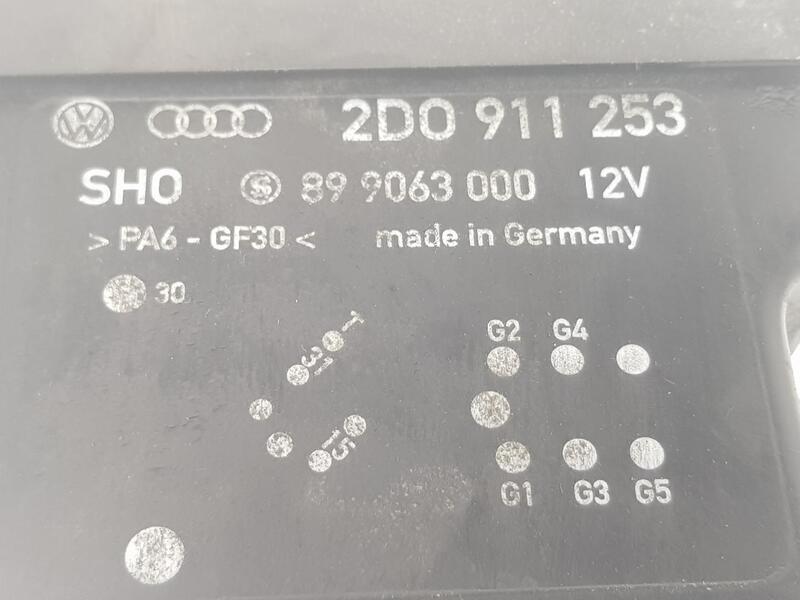 2D0 911 253
SHO 89 9063 000 12V
> PA6 - GF30 < made in Germany
30
T
31
15
G2 G4
G1 G3 G5